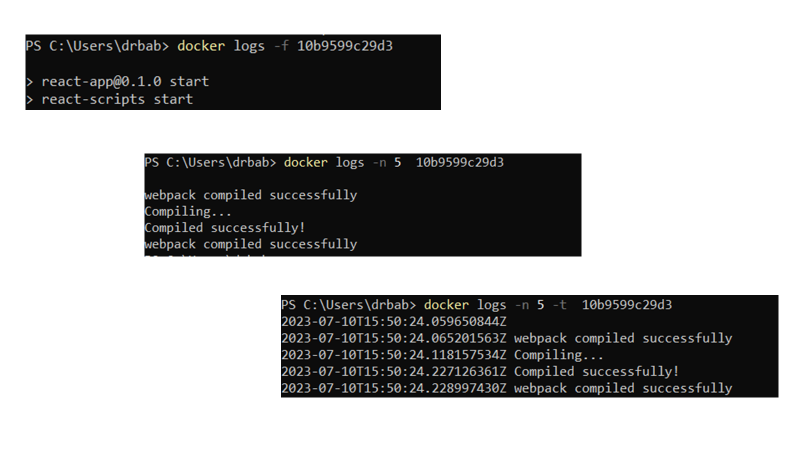 PS C:\Users\drbab> docker logs -f 10b9599c29d3
> react-app@0.1.0 start
> react-scripts start
PS C:\Users\drbab> docker logs -n 5  10b9599c29d3
webpack compiled successfully
Compiling...
Compiled successfully!
webpack compiled successfully
PS C:\Users\drbab> docker logs -n 5 -t  10b9599c29d3
2023-07-10T15:50:24.059650844Z
2023-07-10T15:50:24.065201563Z webpack compiled successfully
2023-07-10T15:50:24.118157534Z Compiling...
2023-07-10T15:50:24.227126361Z Compiled successfully!
2023-07-10T15:50:24.228997430Z webpack compiled successfully